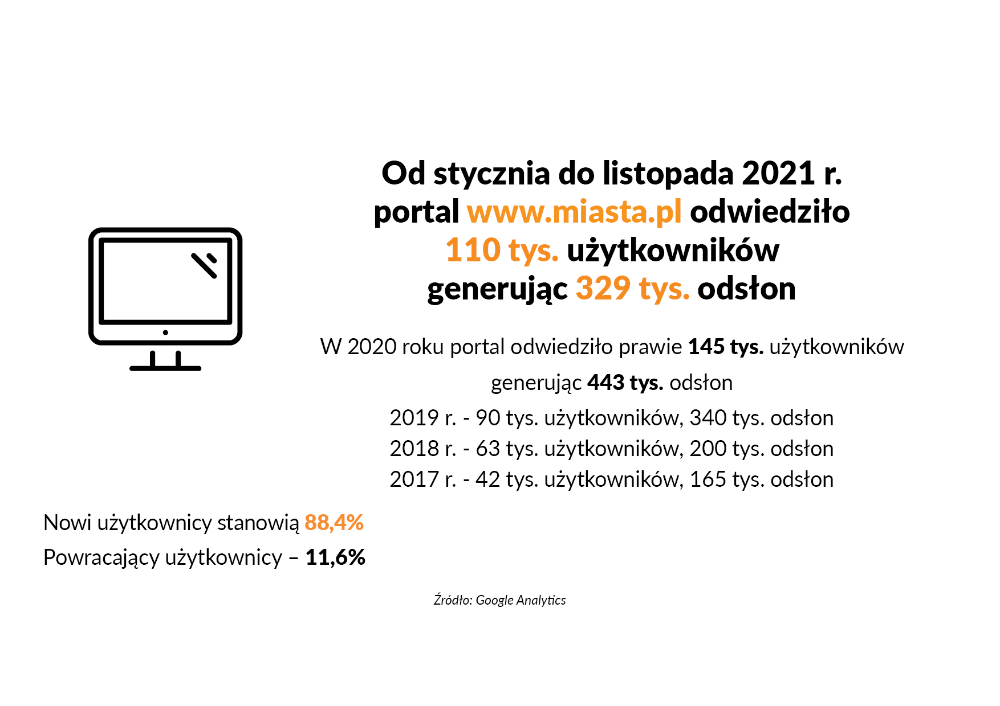 Od stycznia do listopada 2021 r.
portal www.miasta.pl odwiedziło
110 tys. użytkowników
generując 329 tys. odsłon
W 2020 roku portal odwiedziło prawie 145 tys. użytkowników
generując 443 tys. odsłon
2019 r. - 90 tys. użytkowników, 340 tys. odsłon
2018 r. - 63 tys. użytkowników, 200 tys. odsłon
2017 r. - 42 tys. użytkowników, 165 tys. odsłon
Nowi użytkownicy stanowią 88,4%
Powracający użytkownicy – 11,6%
Źródło: Google Analytics